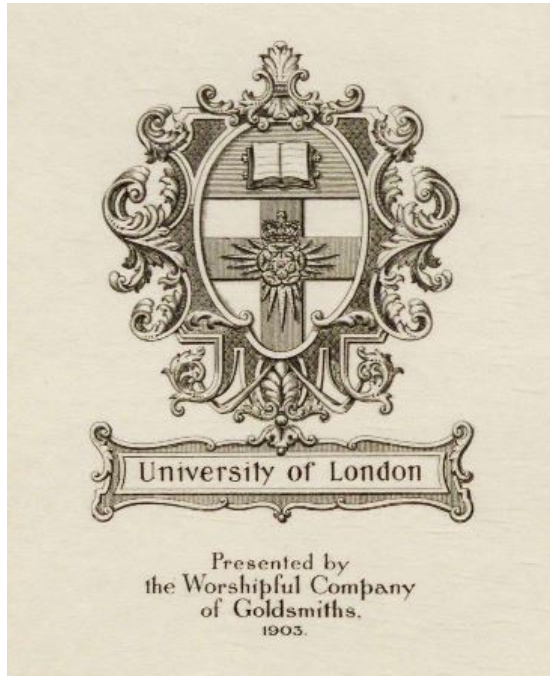 University of London
Presented by
the Worshipful Company
of Goldsmiths.
1903.